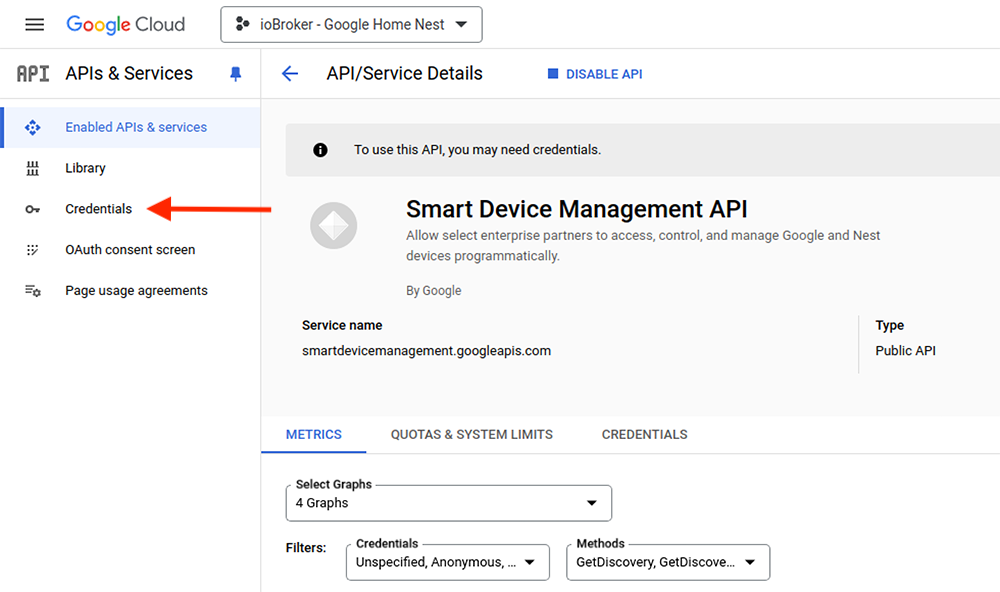 Google Cloud
ioBroker - Google Home Nest
API APIs & Services
API/Service Details
DISABLE API
Enabled APIs & services
Library
Credentials
OAuth consent screen
Page usage agreements
To use this API, you may need credentials.
Smart Device Management API
Allow select enterprise partners to access, control, and manage Google and Nest
devices programmatically.
By Google
Service name
smartdevicemanagement.googleapis.com
Type
Public API
METRICS
QUOTAS & SYSTEM LIMITS
CREDENTIALS
Select Graphs
4 Graphs
Filters:
Credentials
Unspecified, Anonymous, ...
Methods
GetDiscovery, GetDiscove...